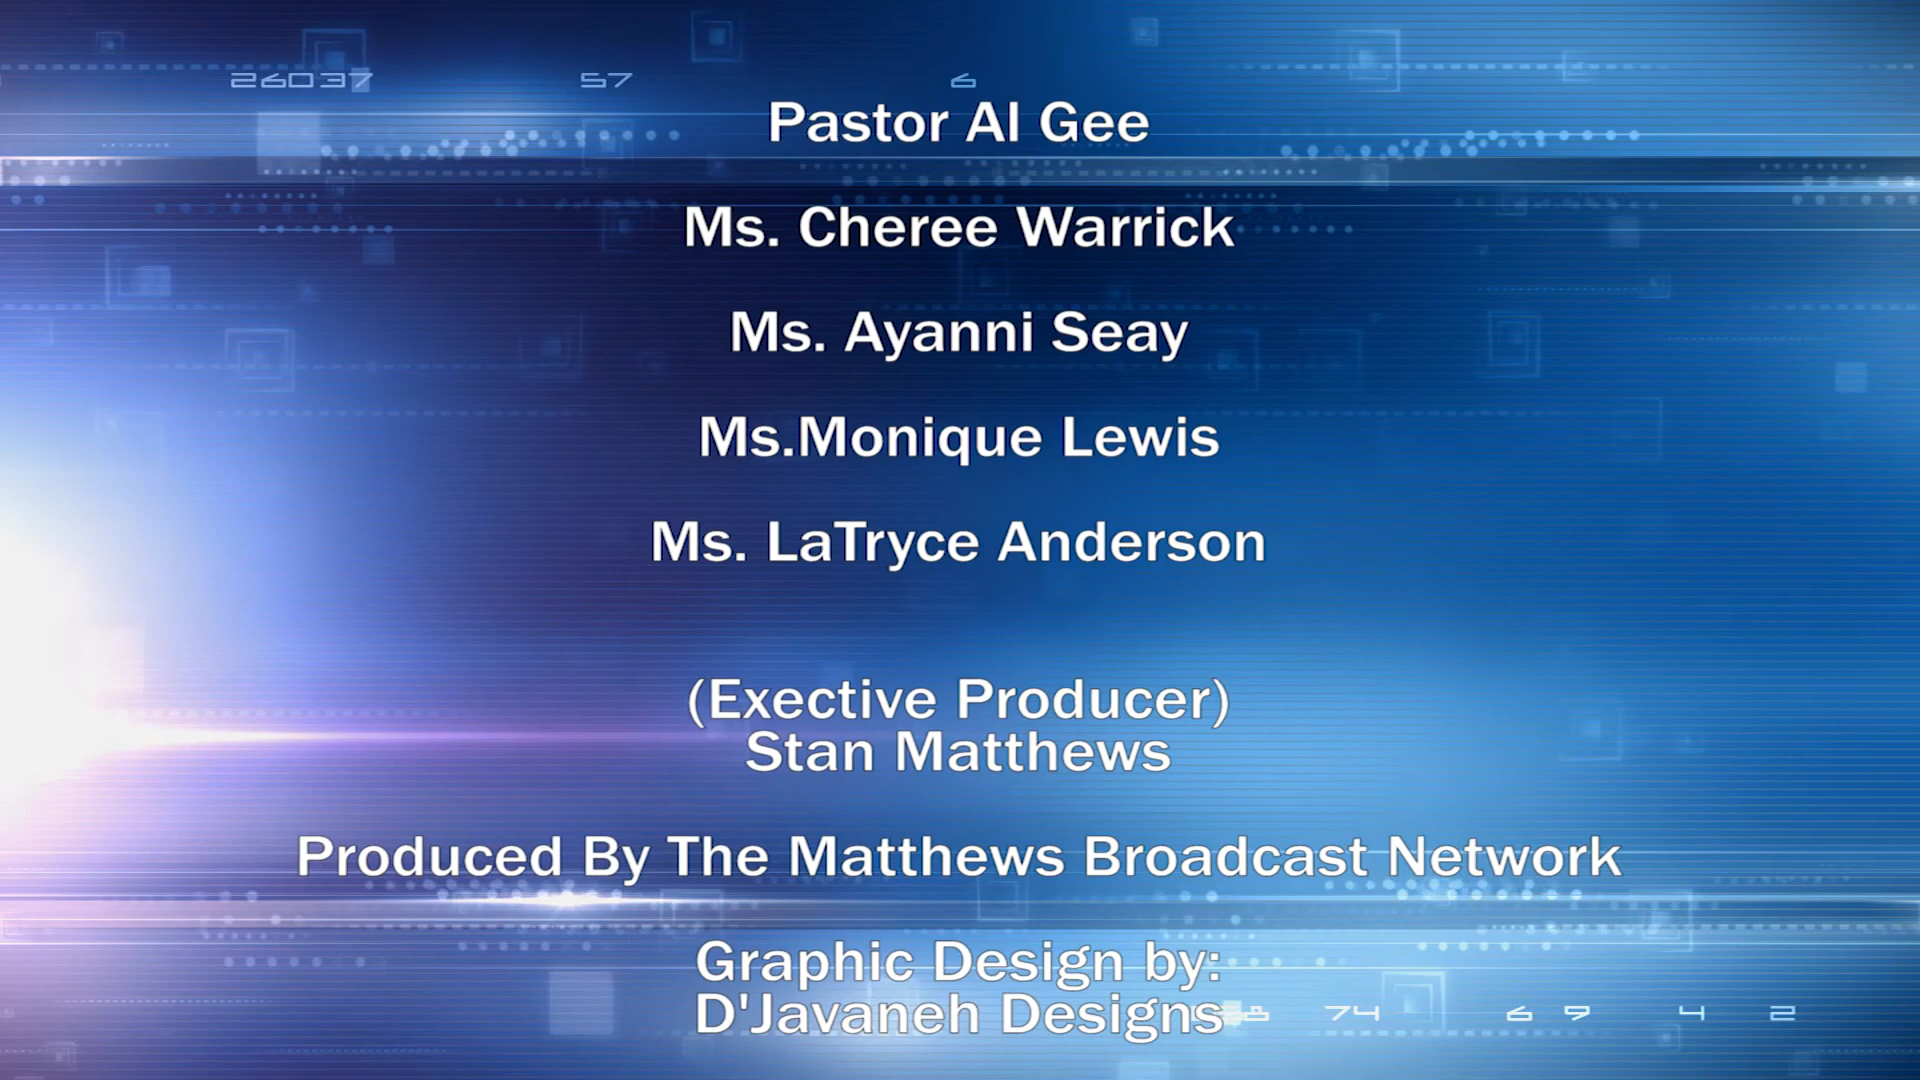 26037 57 6
Pastor Al Gee
Ms. Cheree Warrick
Ms. Ayanni Seay
Ms.Monique Lewis
Ms. LaTryce Anderson
(Exective Producer)
Stan Matthews
Produced By The Matthews Broadcast Network
Graphic Design by:
D'Javaneh Designs
74 69 4 2